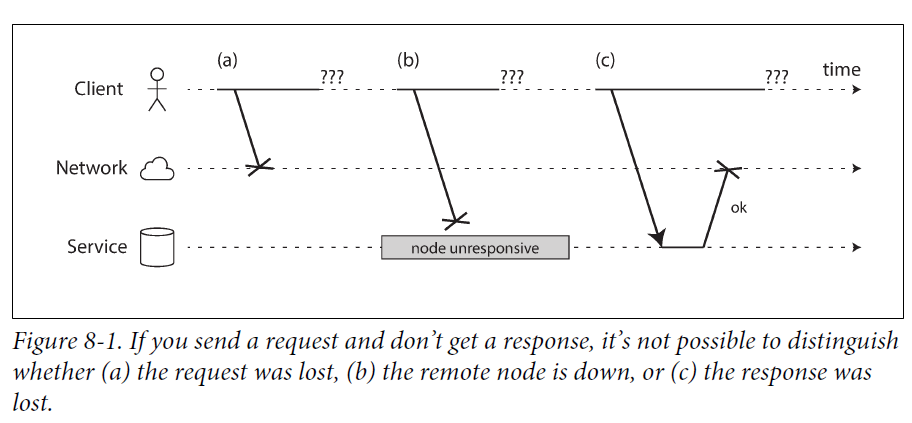 (a) ??? (b) ??? (c) ??? time
Client
Network
ok
Service node unresponsive
Figure 8-1. If you send a request and don’t get a response, it’s not possible to distinguish
whether (a) the request was lost, (b) the remote node is down, or (c) the response was
lost.